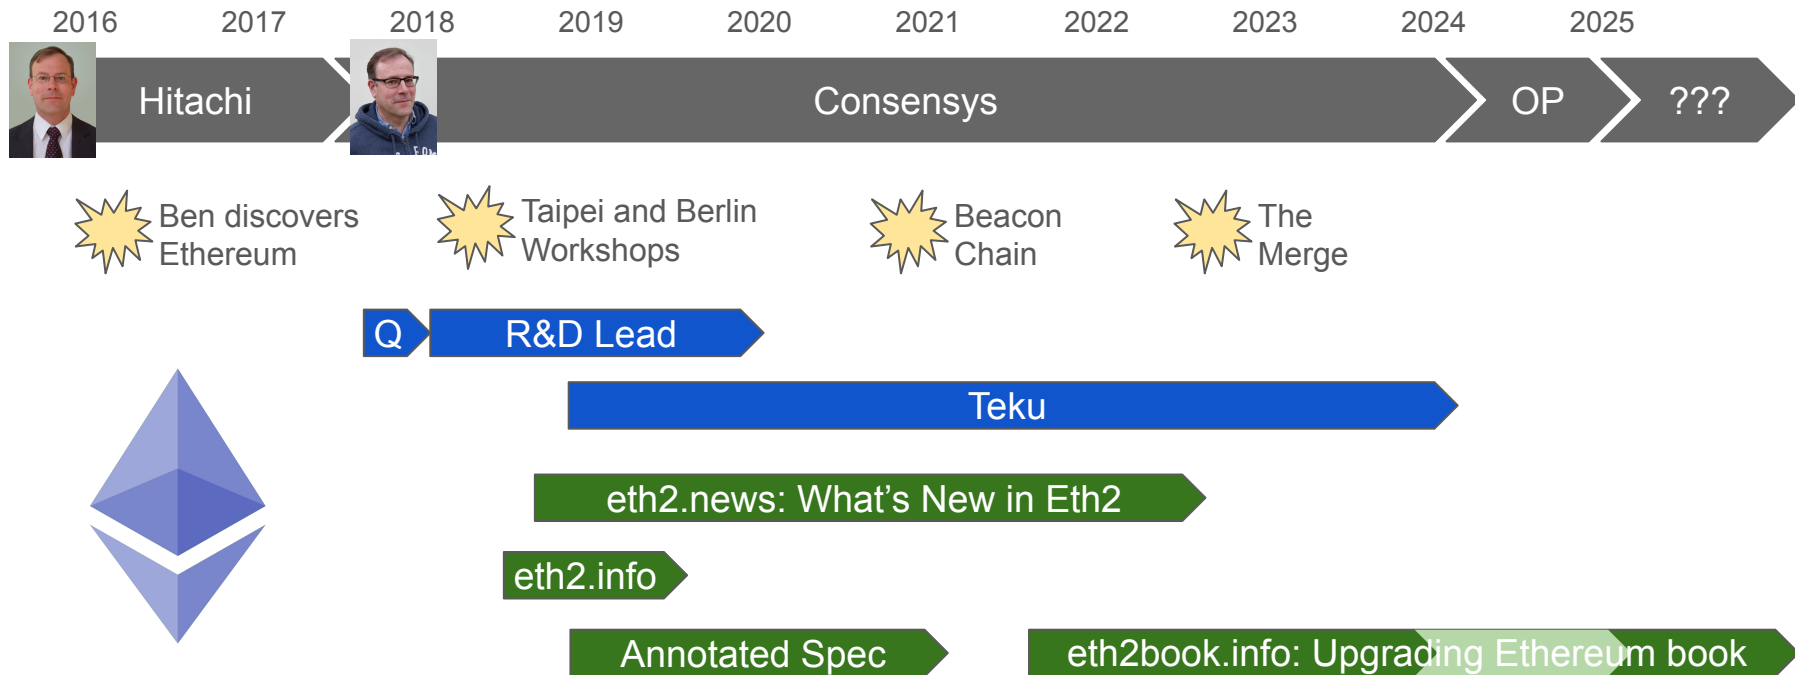 2016 2017 2018 2019 2020 2021 2022 2023 2024 2025
Hitachi Consensys OP ???
Ben discovers
Ethereum
Taipei and Berlin
Workshops
Beacon
Chain
The
Merge
Q R&D Lead
Teku
eth2.news: What's New in Eth2
eth2.info
Annotated Spec eth2book.info: Upgrading Ethereum book